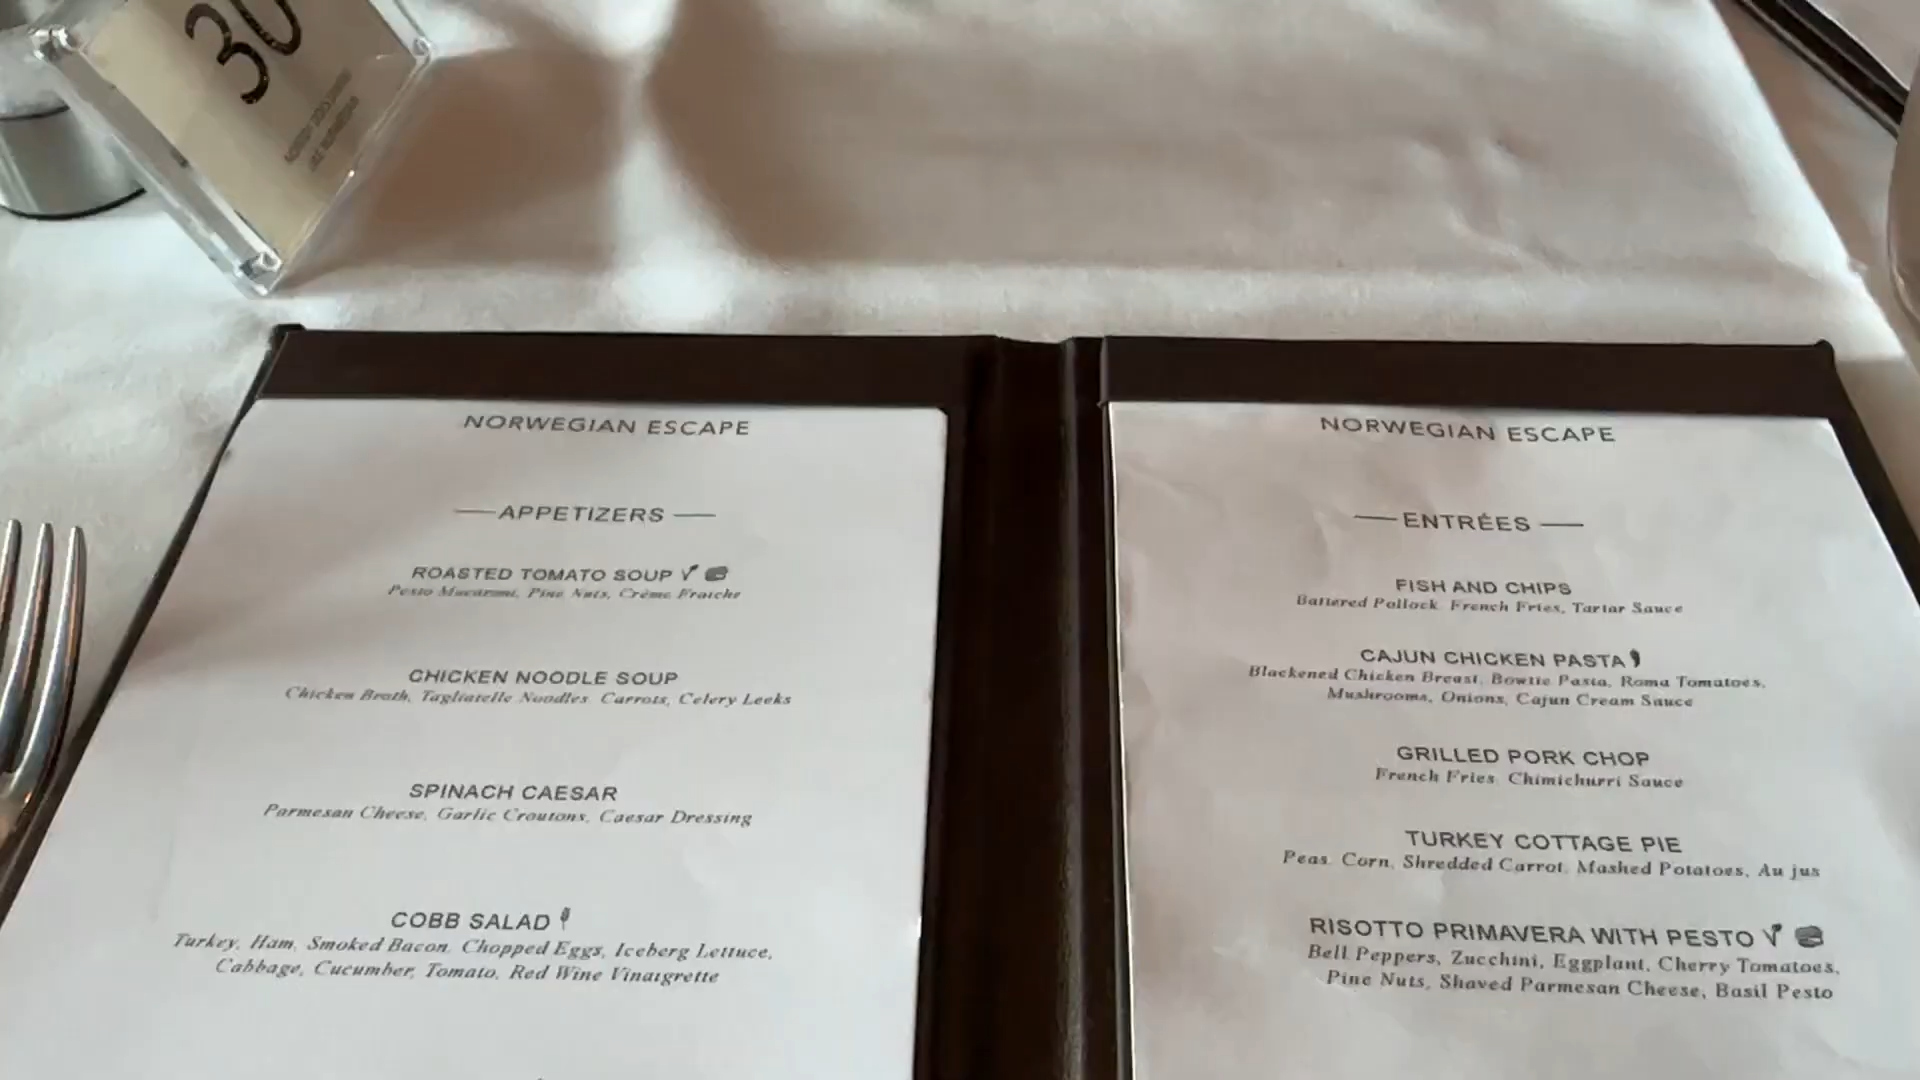 30
NORWEGIAN ESCAPE
APPETIZERS
ROASTED TOMATO SOUP
Pesto Macaroni, Pine Nuts, Crème Fraiche
CHICKEN NOODLE SOUP
Chicken Broth, Tagliatelle Noodles, Carrots, Celery Leeks
SPINACH CAESAR
Parmesan Cheese, Garlic Croutons, Caesar Dressing
COBB SALAD
Turkey, Ham, Smoked Bacon, Chopped Eggs, Iceberg Lettuce,
Cabbage, Cucumber, Tomato, Red Wine Vinaigrette
NORWEGIAN ESCAPE
ENTRÉES
FISH AND CHIPS
Battered Pollock, French Fries, Tartar Sauce
CAJUN CHICKEN PASTA
Blackened Chicken Breast, Bowtie Pasta, Roma Tomatoes,
Mushrooms, Onions, Cajun Cream Sauce
GRILLED PORK CHOP
French Fries, Chimichurri Sauce
TURKEY COTTAGE PIE
Peas, Corn, Shredded Carrot, Mashed Potatoes, Au jus
RISOTTO PRIMAVERA WITH PESTO
Bell Peppers, Zucchini, Eggplant, Cherry Tomatoes,
Pine Nuts, Shaved Parmesan Cheese, Basil Pesto